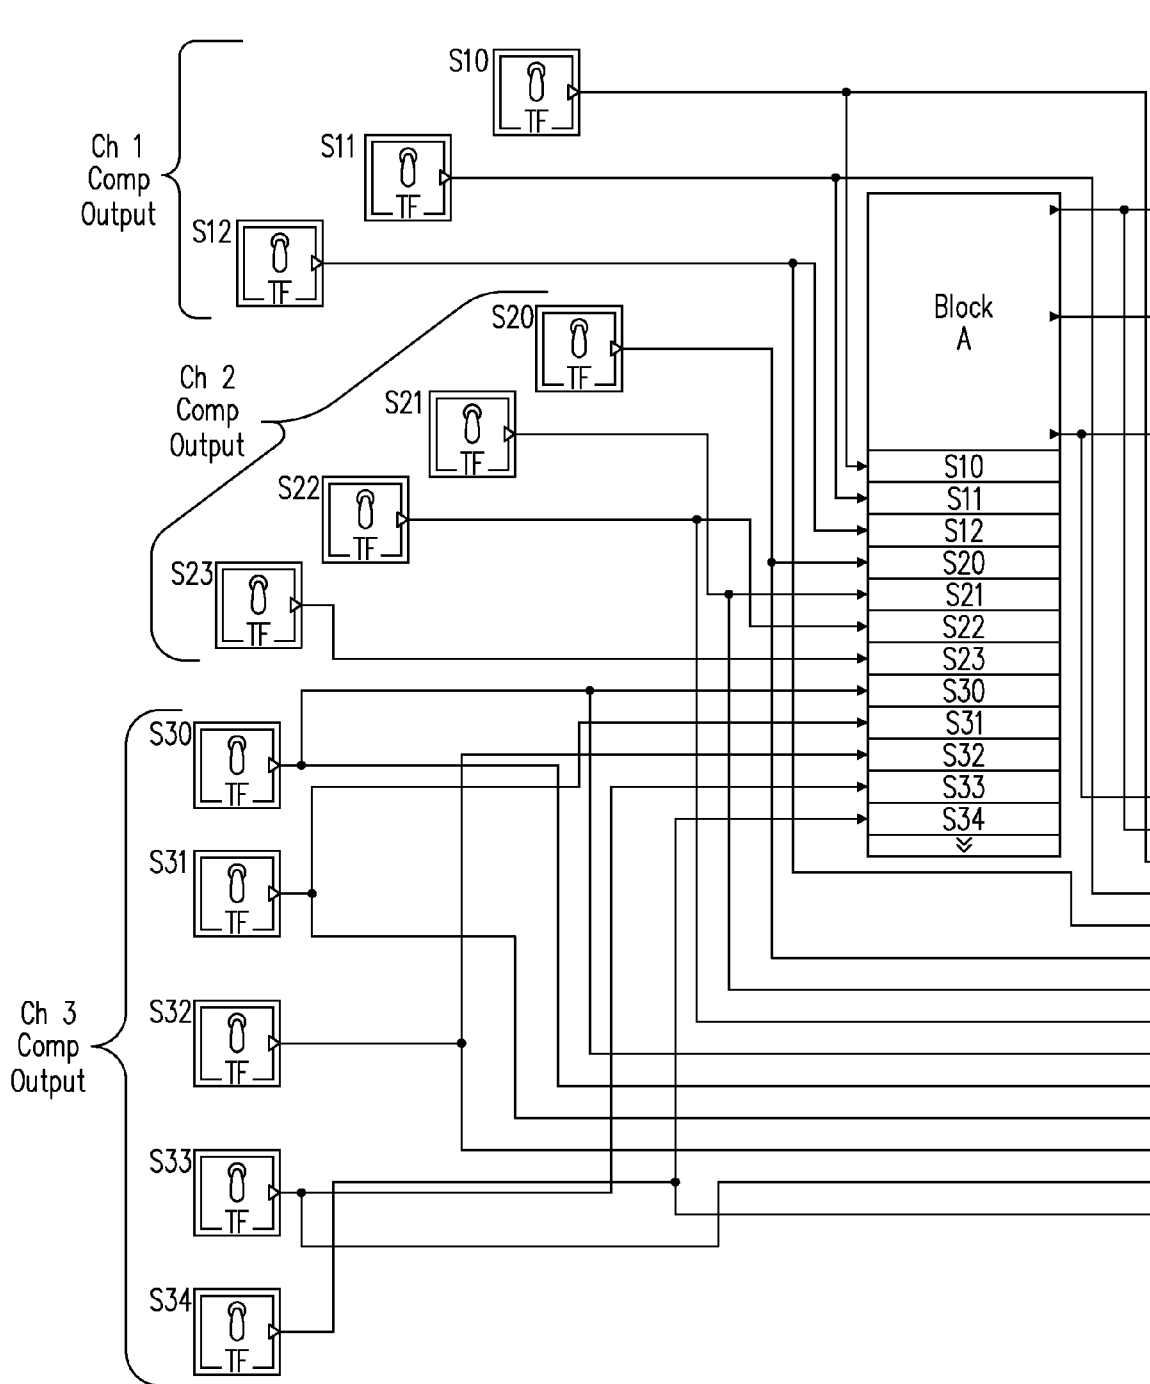 S10
TF
Ch 1
Comp
Output
S11
TF
S12
TF
S20
TF
Ch 2
Comp
Output
S21
TF
S22
TF
S23
TF
Block
A
S10
S11
S12
S20
S21
S22
S23
S30
S31
S32
S33
S34
Ch 3
Comp
Output
S30
TF
S31
TF
S32
TF
S33
TF
S34
TF